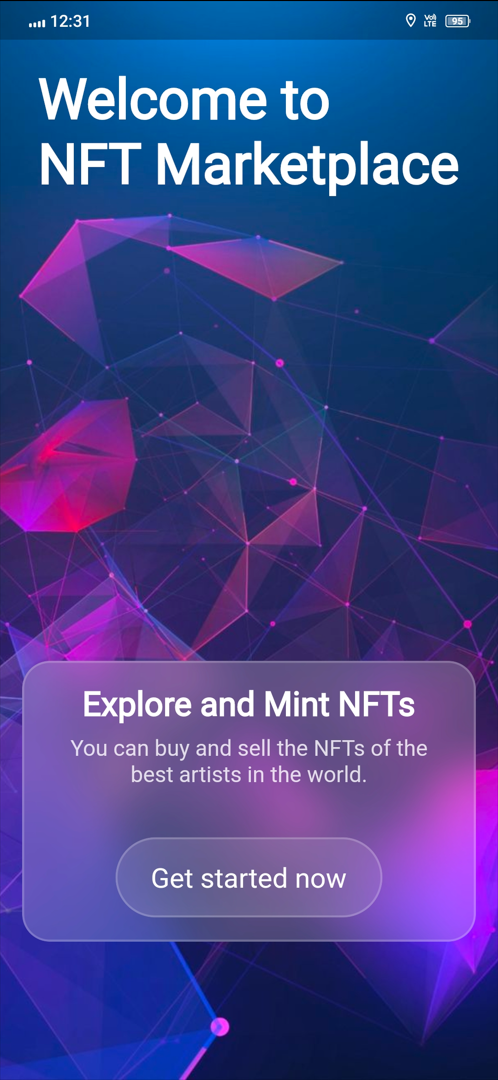 12:31
Vo))
LTE
95
Welcome to
NFT Marketplace
Explore and Mint NFTs
You can buy and sell the NFTs of the
best artists in the world.
Get started now